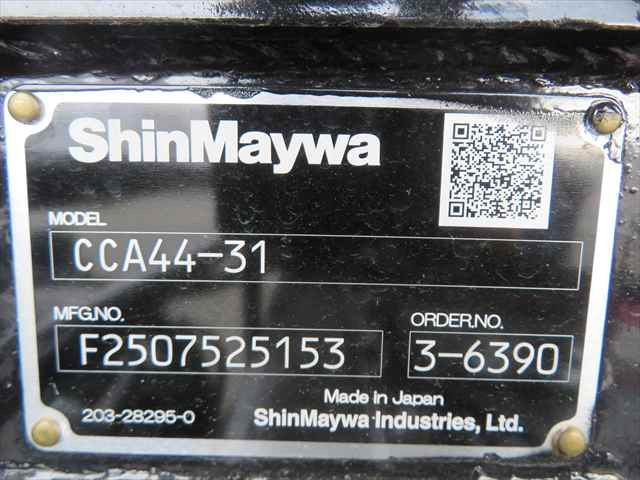 ShinMaywa
MODEL
CCA44-31
MFG.NO.
F2507525153
ORDER.NO.
3-6390
Made in Japan
203-28295-0
ShinMaywa Industries, Ltd.